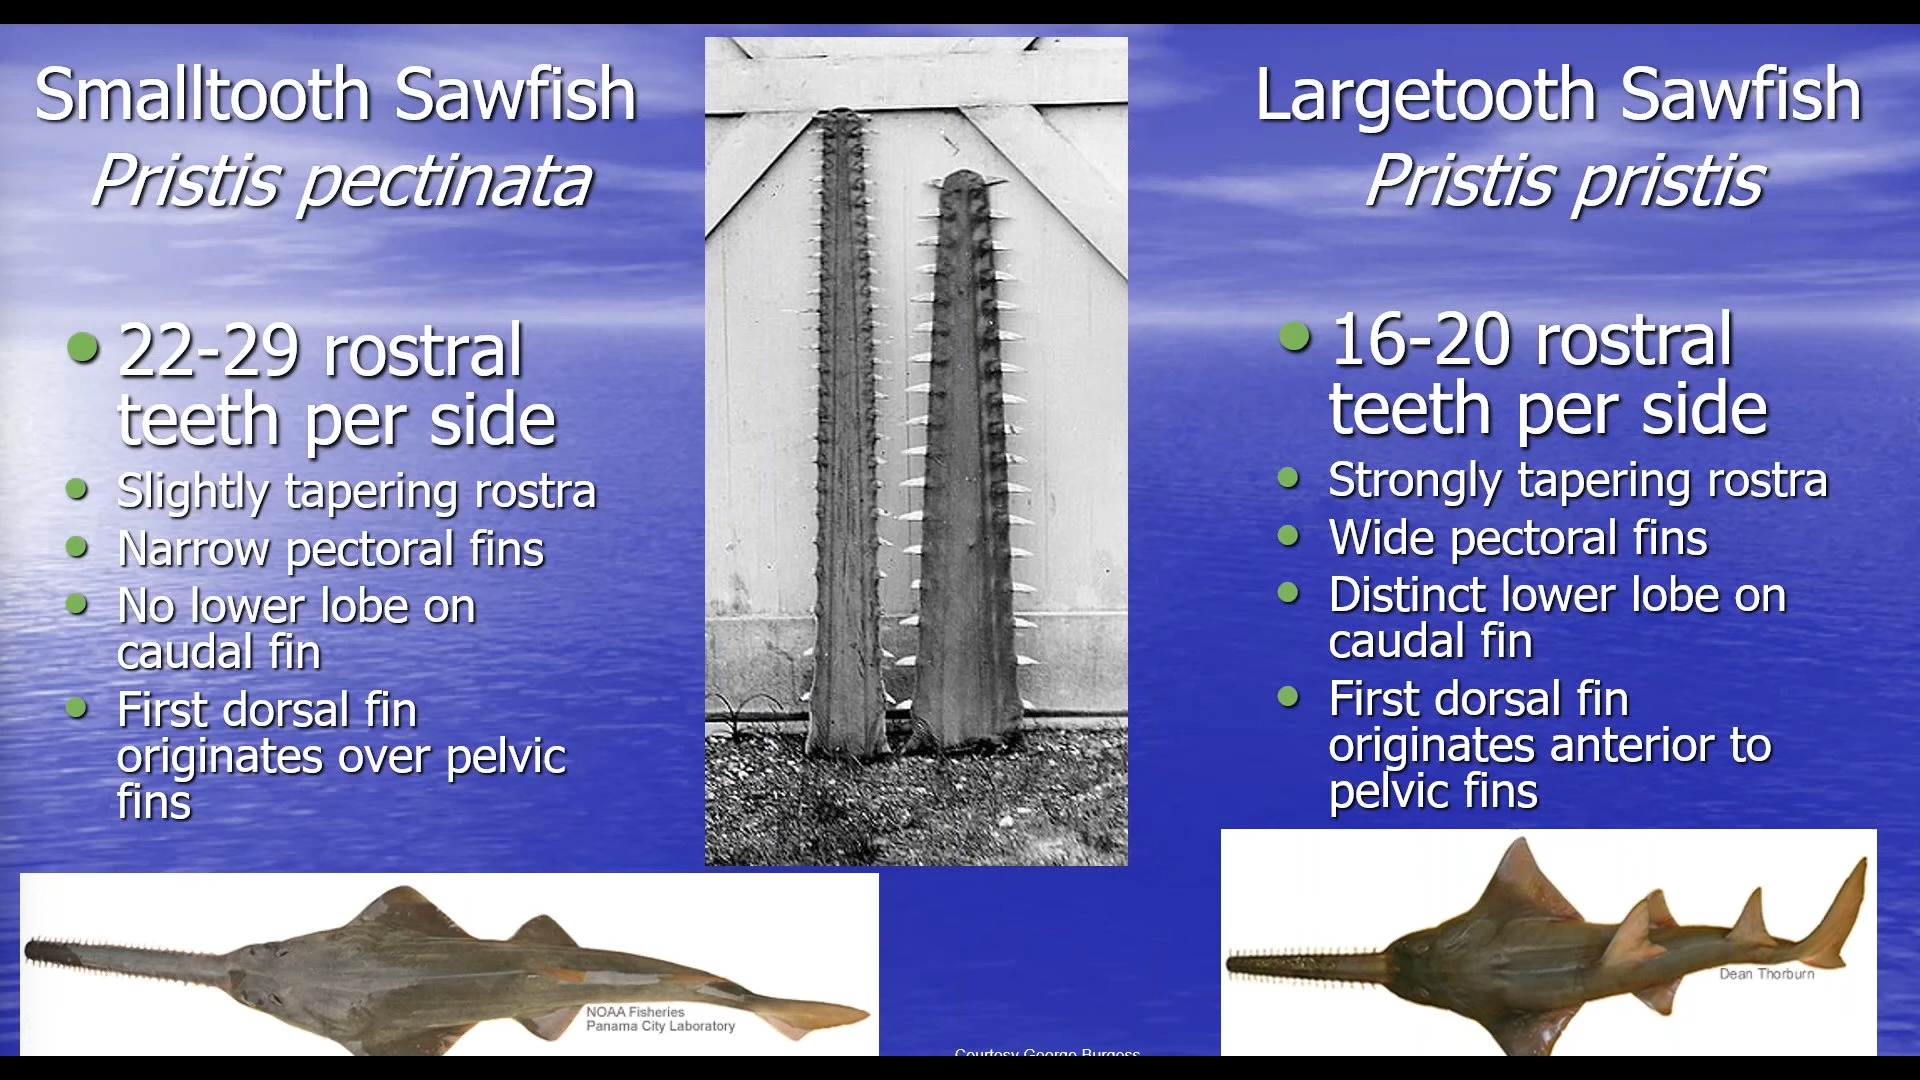 Smalltooth Sawfish
Pristis pectinata
22-29 rostral
teeth per side
Slightly tapering rostra
Narrow pectoral fins
No lower lobe on
caudal fin
First dorsal fin
originates over pelvic
fins
NOAA Fisheries
Panama City Laboratory
Courtesy George Burgess
Largetooth Sawfish
Pristis pristis
16-20 rostral
teeth per side
Strongly tapering rostra
Wide pectoral fins
Distinct lower lobe on
caudal fin
First dorsal fin
originates anterior to
pelvic fins
Dean Thorburn